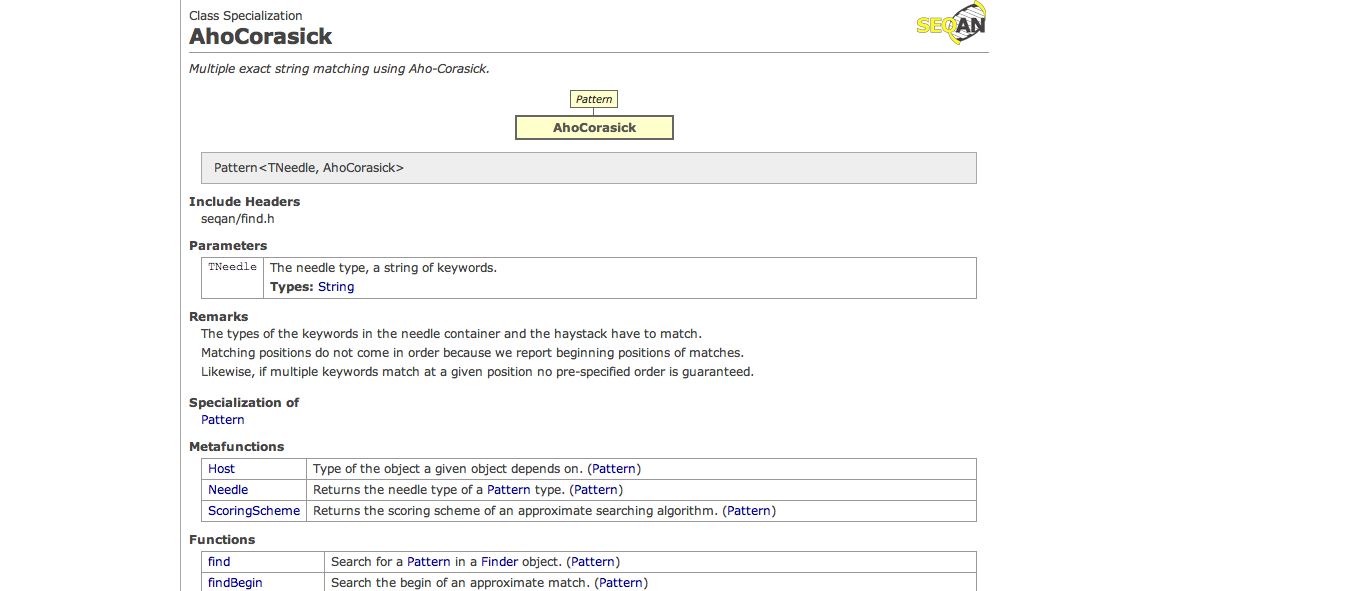 Class Specialization
AhoCorasick
SEQAN
Multiple exact string matching using Aho-Corasick.
Pattern
AhoCorasick
Pattern<TNeedle, AhoCorasick>
Include Headers
seqan/find.h
Parameters
TNeedle The needle type, a string of keywords.
Types: String
Remarks
The types of the keywords in the needle container and the haystack have to match.
Matching positions do not come in order because we report beginning positions of matches.
Likewise, if multiple keywords match at a given position no pre-specified order is guaranteed.
Specialization of
Pattern
Metafunctions
Host Type of the object a given object depends on. (Pattern)
Needle Returns the needle type of a Pattern type. (Pattern)
ScoringScheme Returns the scoring scheme of an approximate searching algorithm. (Pattern)
Functions
find Search for a Pattern in a Finder object. (Pattern)
findBegin Search the begin of an approximate match. (Pattern)